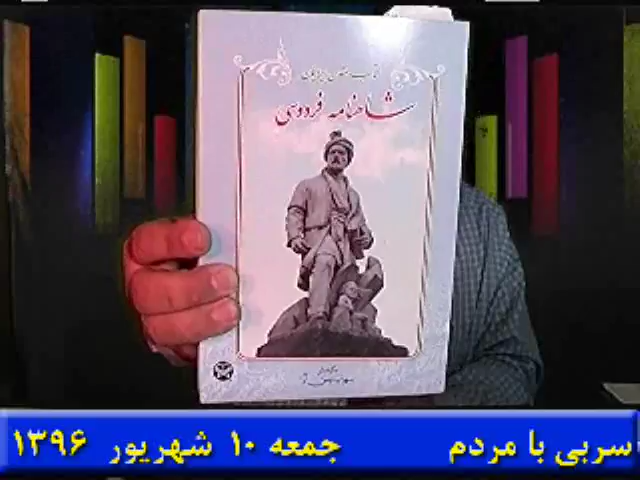 شاهنامه فردوسی
سربی با مردم جمعه ۱۰ شهریور ۱۳۹۶